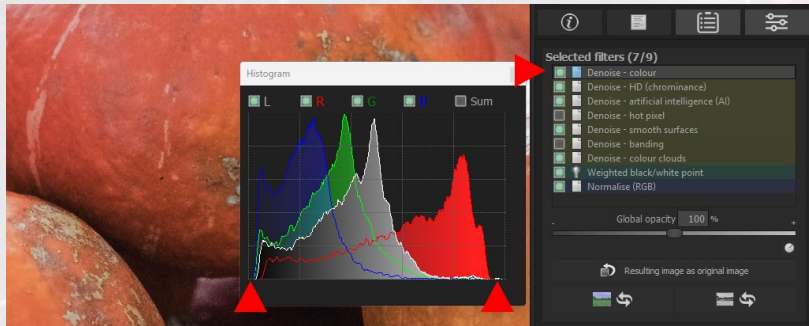 Histogram
L R G B Sum
Selected filters (7/9)
Denoise - colour
Denoise - HD (chrominance)
Denoise - artificial intelligence (AI)
Denoise - hot pixel
Denoise - smooth surfaces
Denoise - banding
Denoise - colour clouds
Weighted black/white point
Normalise (RGB)
Global opacity 100 %
- +
Resulting image as original image